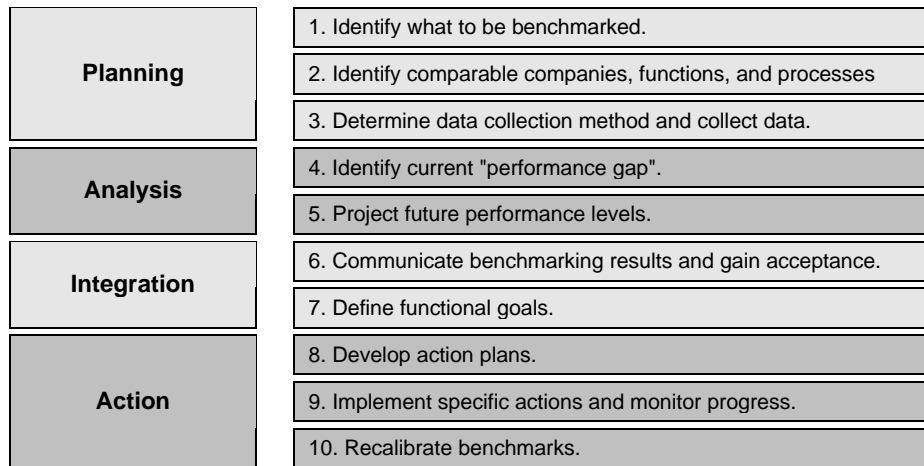 Planning
1. Identify what to be benchmarked.
2. Identify comparable companies, functions, and processes
3. Determine data collection method and collect data.
Analysis
4. Identify current "performance gap".
5. Project future performance levels.
Integration
6. Communicate benchmarking results and gain acceptance.
7. Define functional goals.
Action
8. Develop action plans.
9. Implement specific actions and monitor progress.
10. Recalibrate benchmarks.